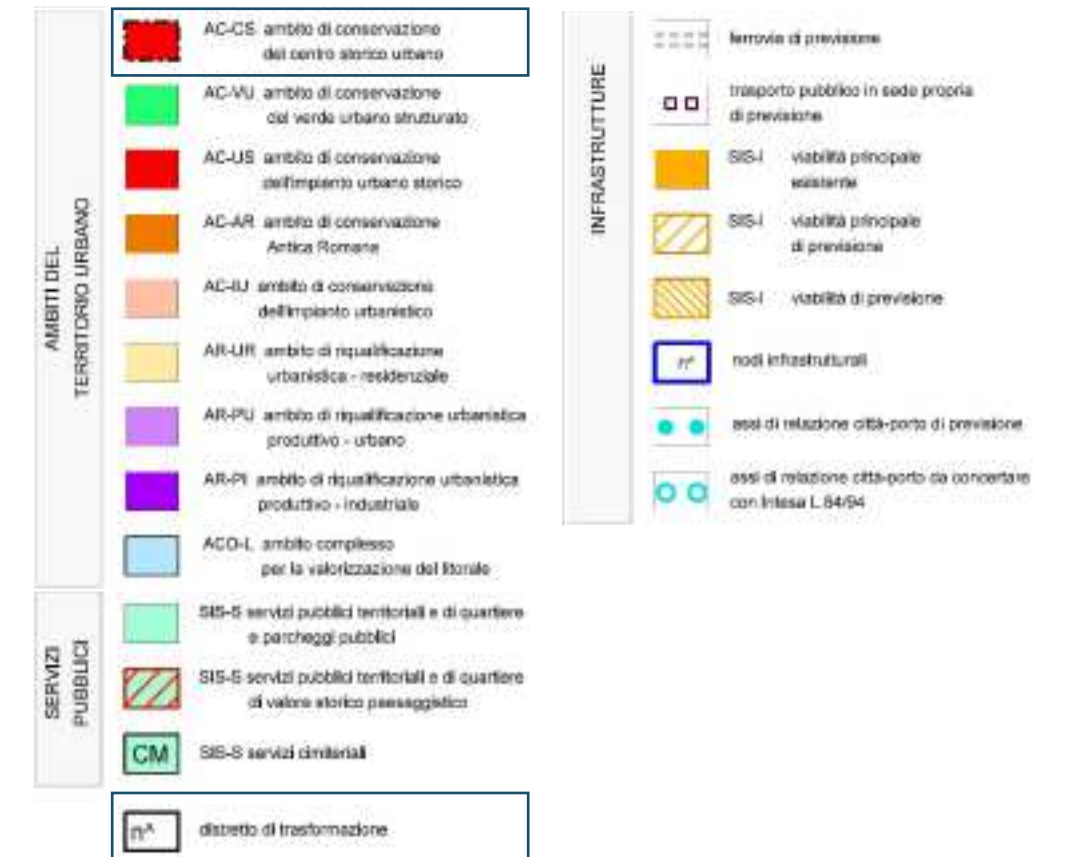 AMBITI DEL
TERRITORIO URBANO
AC-CS ambito di conservazione
del centro storico urbano
AC-VU ambito di conservazione
del verde urbano strutturato
AC-US ambito di conservazione
dell'impianto urbano storico
AC-AR ambito di conservazione
Antica Romana
AC-IU ambito di conservazione
dell'impianto urbanistico
AR-UR ambito di riqualificazione
urbanistica - residenziale
AR-PU ambito di riqualificazione urbanistica
produttivo - urbano
AR-PI ambito di riqualificazione urbanistica
produttivo - industriale
ACO-L ambito complesso
per la valorizzazione del litorale
SERVIZI
PUBBLICI
SIS-S servizi pubblici territoriali e di quartiere
e parcheggi pubblici
SIS-S servizi pubblici territoriali e di quartiere
di valore storico paesaggistico
CM SIS-S servizi cimiteriali
n^ distretto di trasformazione
INFRASTRUTTURE
ferrovia di previsione
trasporto pubblico in sede propria
di previsione
SIS-I viabilità principale
esistente
SIS-I viabilità principale
di previsione
SIS-I viabilità di previsione
n° nodi infrastrutturali
assi di relazione città-porto di previsione
assi di relazione città-porto da concertare
con Intesa L.84/94